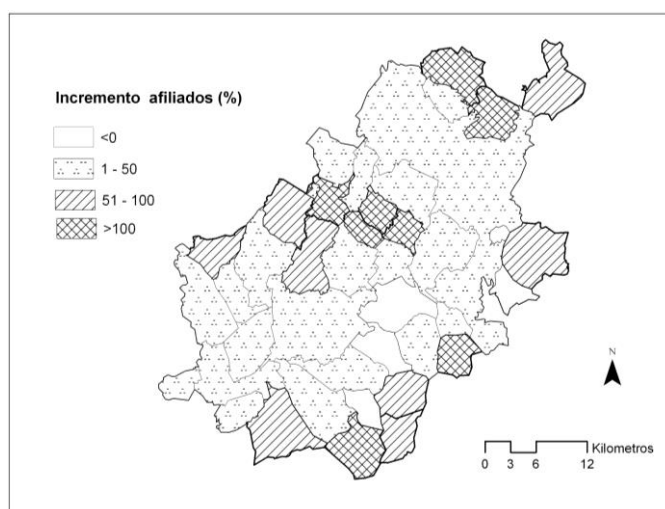 Incremento afiliados (%)
<0
1 - 50
51 - 100
>100
N
Kilometros
0 3 6 12